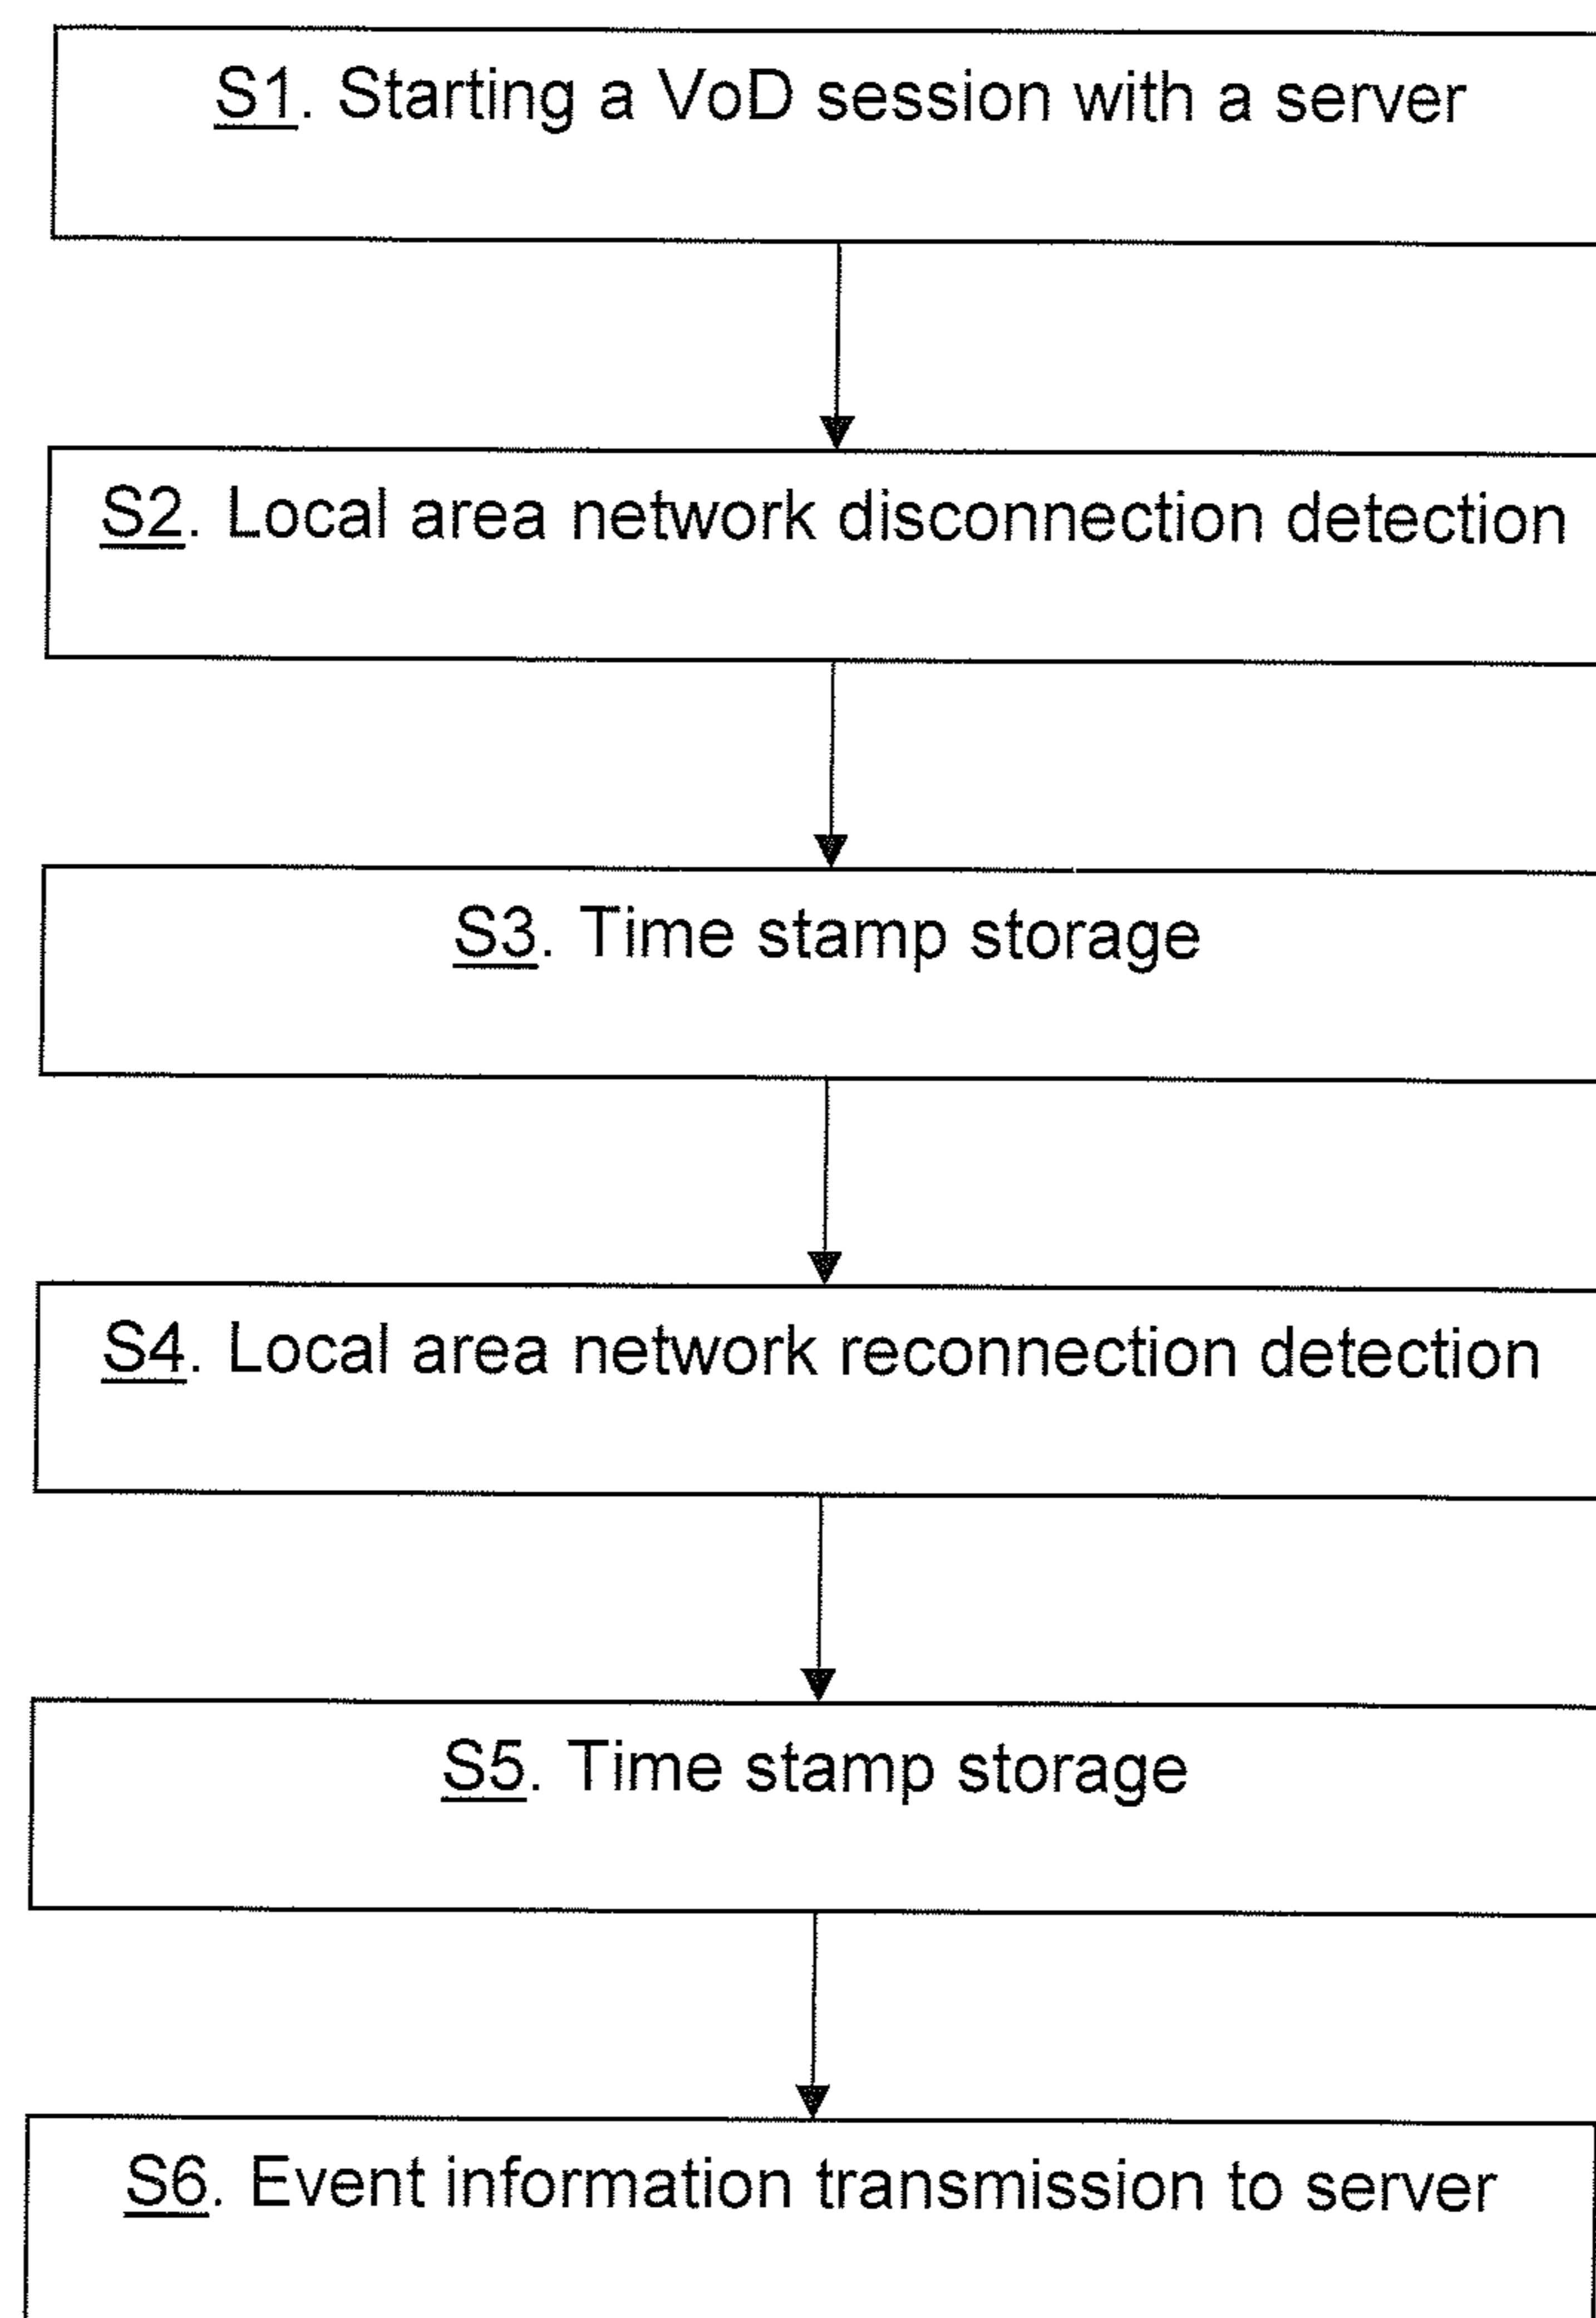 S1. Starting a VoD session with a server
S2. Local area network disconnection detection
S3. Time stamp storage
S4. Local area network reconnection detection
S5. Time stamp storage
S6. Event information transmission to server